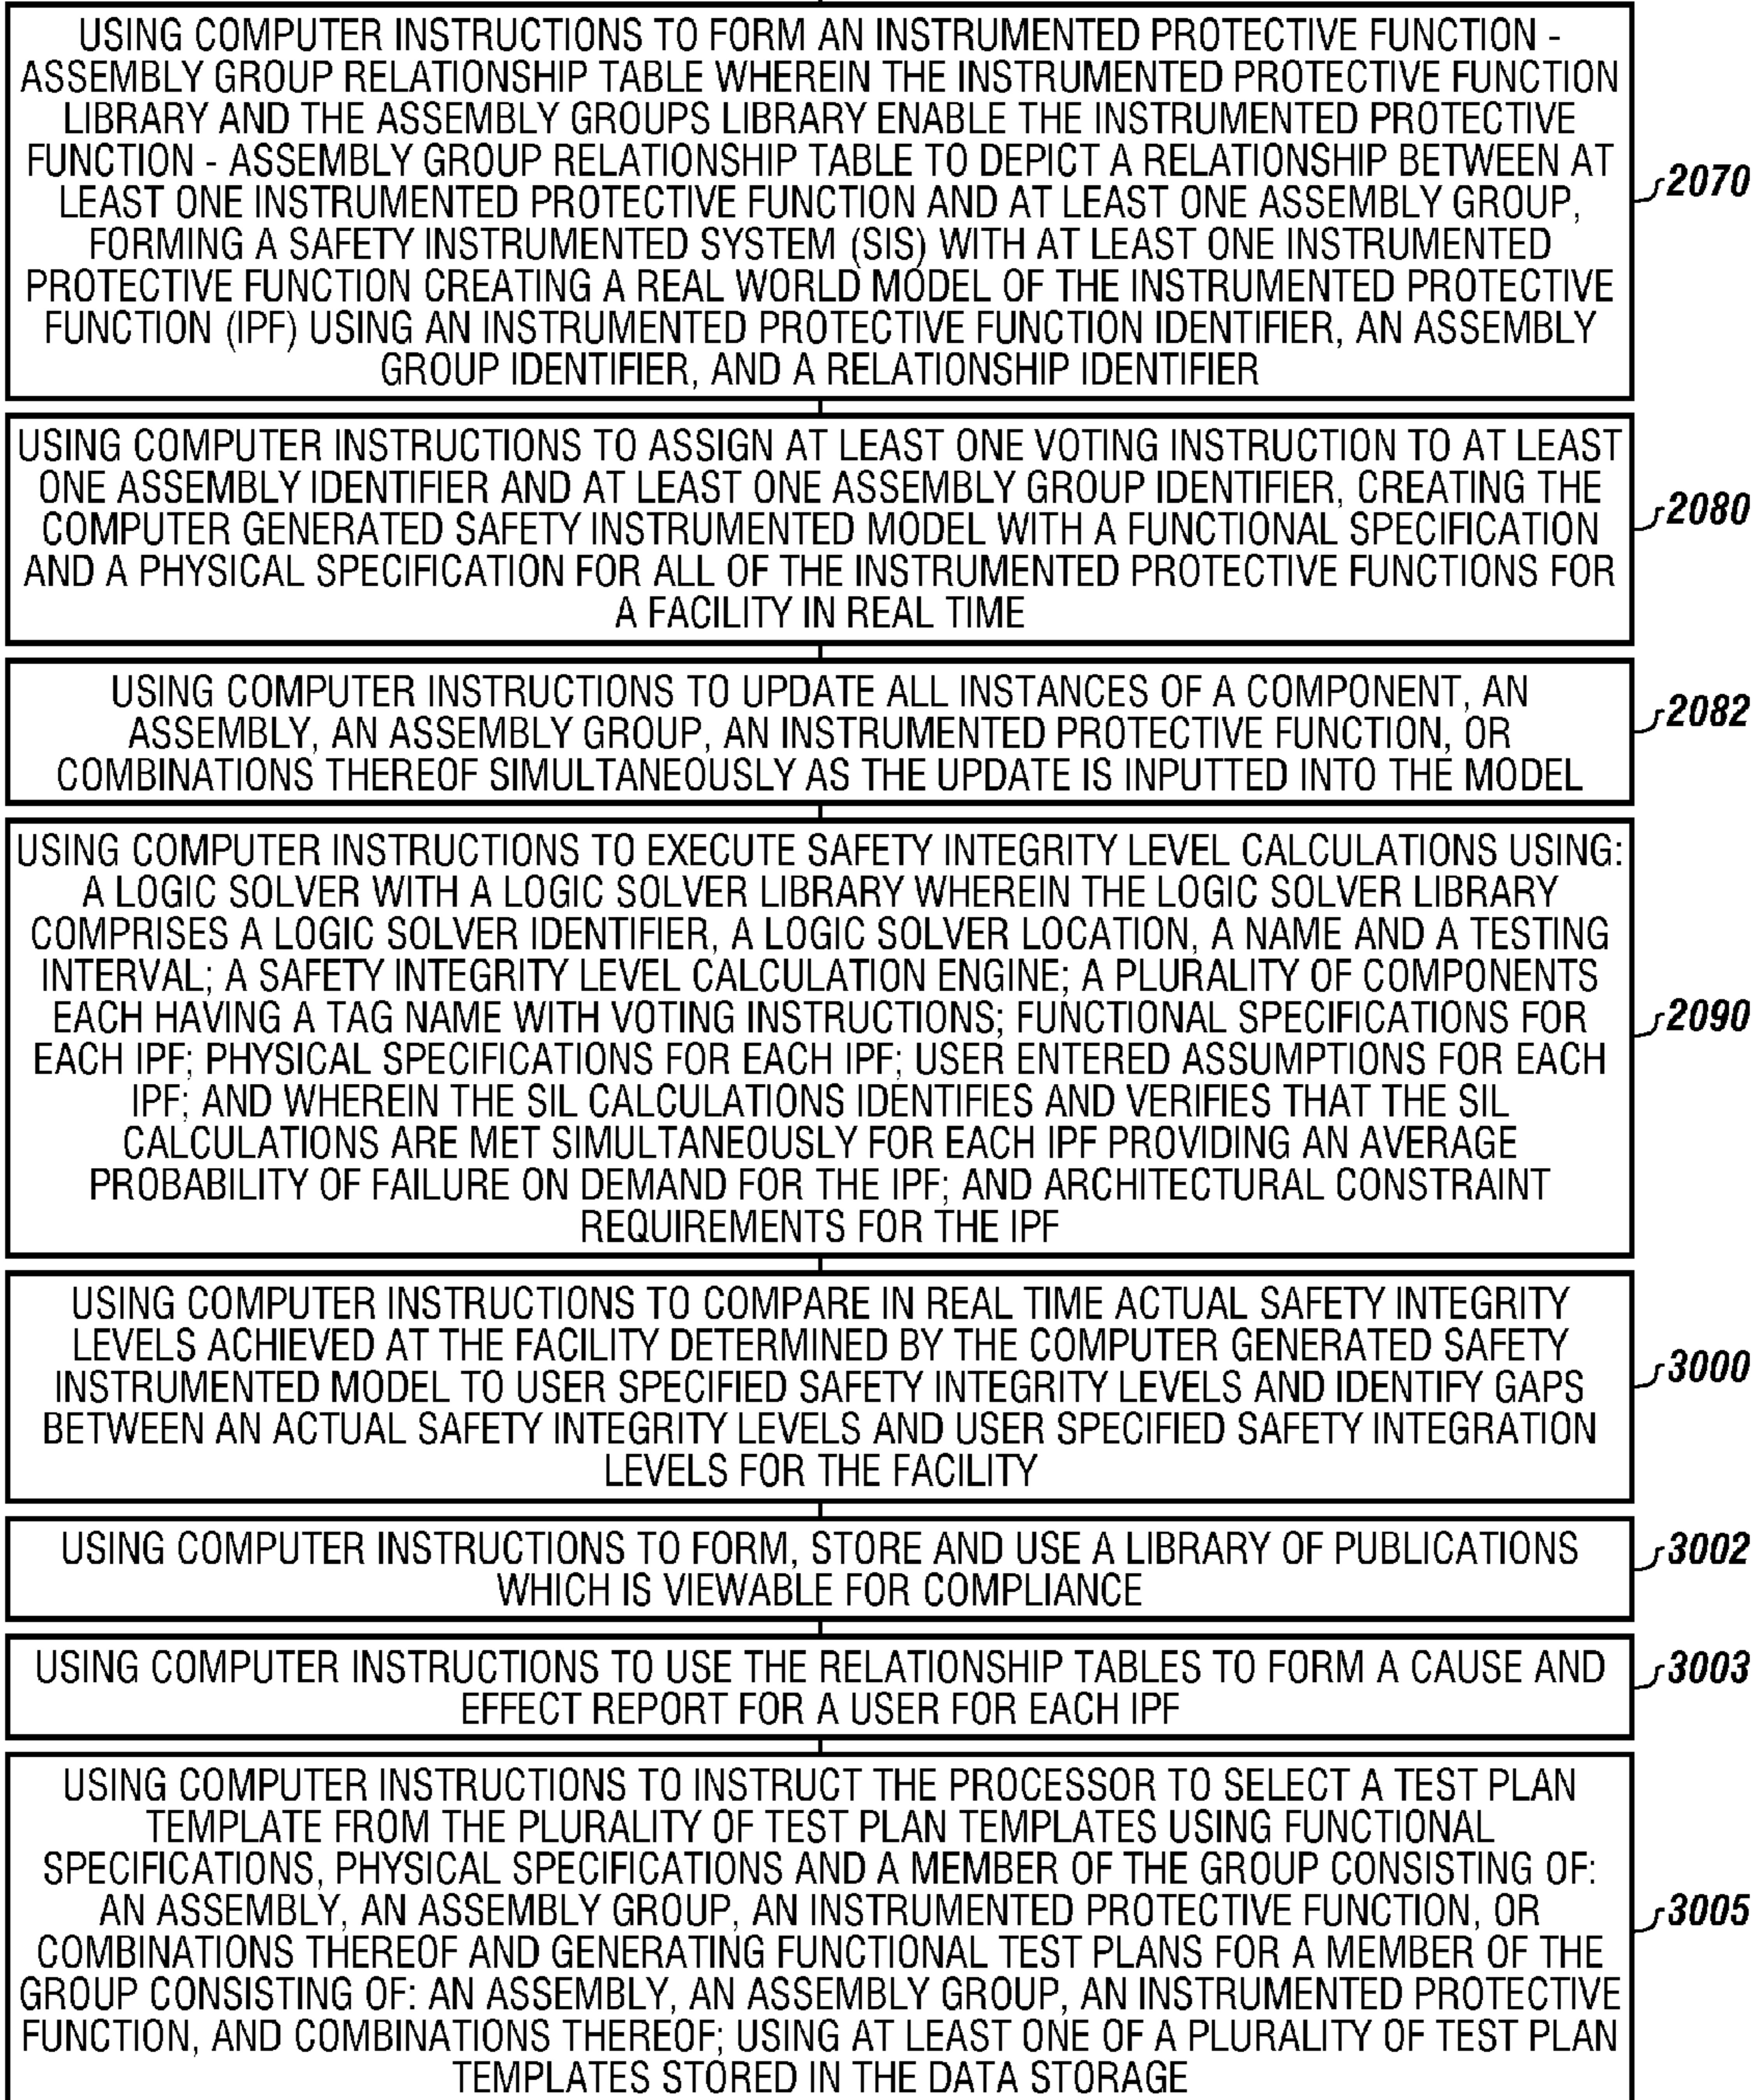 USING COMPUTER INSTRUCTIONS TO FORM AN INSTRUMENTED PROTECTIVE FUNCTION -
ASSEMBLY GROUP RELATIONSHIP TABLE WHEREIN THE INSTRUMENTED PROTECTIVE FUNCTION
LIBRARY AND THE ASSEMBLY GROUPS LIBRARY ENABLE THE INSTRUMENTED PROTECTIVE
FUNCTION - ASSEMBLY GROUP RELATIONSHIP TABLE TO DEPICT A RELATIONSHIP BETWEEN AT
LEAST ONE INSTRUMENTED PROTECTIVE FUNCTION AND AT LEAST ONE ASSEMBLY GROUP,
FORMING A SAFETY INSTRUMENTED SYSTEM (SIS) WITH AT LEAST ONE INSTRUMENTED
PROTECTIVE FUNCTION CREATING A REAL WORLD MODEL OF THE INSTRUMENTED PROTECTIVE
FUNCTION (IPF) USING AN INSTRUMENTED PROTECTIVE FUNCTION IDENTIFIER, AN ASSEMBLY
GROUP IDENTIFIER, AND A RELATIONSHIP IDENTIFIER
2070
USING COMPUTER INSTRUCTIONS TO ASSIGN AT LEAST ONE VOTING INSTRUCTION TO AT LEAST
ONE ASSEMBLY IDENTIFIER AND AT LEAST ONE ASSEMBLY GROUP IDENTIFIER, CREATING THE
COMPUTER GENERATED SAFETY INSTRUMENTED MODEL WITH A FUNCTIONAL SPECIFICATION
AND A PHYSICAL SPECIFICATION FOR ALL OF THE INSTRUMENTED PROTECTIVE FUNCTIONS FOR
A FACILITY IN REAL TIME
2080
USING COMPUTER INSTRUCTIONS TO UPDATE ALL INSTANCES OF A COMPONENT, AN
ASSEMBLY, AN ASSEMBLY GROUP, AN INSTRUMENTED PROTECTIVE FUNCTION, OR
COMBINATIONS THEREOF SIMULTANEOUSLY AS THE UPDATE IS INPUTTED INTO THE MODEL
2082
USING COMPUTER INSTRUCTIONS TO EXECUTE SAFETY INTEGRITY LEVEL CALCULATIONS USING:
A LOGIC SOLVER WITH A LOGIC SOLVER LIBRARY WHEREIN THE LOGIC SOLVER LIBRARY
COMPRISES A LOGIC SOLVER IDENTIFIER, A LOGIC SOLVER LOCATION, A NAME AND A TESTING
INTERVAL; A SAFETY INTEGRITY LEVEL CALCULATION ENGINE; A PLURALITY OF COMPONENTS
EACH HAVING A TAG NAME WITH VOTING INSTRUCTIONS; FUNCTIONAL SPECIFICATIONS FOR
EACH IPF; PHYSICAL SPECIFICATIONS FOR EACH IPF; USER ENTERED ASSUMPTIONS FOR EACH
IPF; AND WHEREIN THE SIL CALCULATIONS IDENTIFIES AND VERIFIES THAT THE SIL
CALCULATIONS ARE MET SIMULTANEOUSLY FOR EACH IPF PROVIDING AN AVERAGE
PROBABILITY OF FAILURE ON DEMAND FOR THE IPF; AND ARCHITECTURAL CONSTRAINT
REQUIREMENTS FOR THE IPF
2090
USING COMPUTER INSTRUCTIONS TO COMPARE IN REAL TIME ACTUAL SAFETY INTEGRITY
LEVELS ACHIEVED AT THE FACILITY DETERMINED BY THE COMPUTER GENERATED SAFETY
INSTRUMENTED MODEL TO USER SPECIFIED SAFETY INTEGRITY LEVELS AND IDENTIFY GAPS
BETWEEN AN ACTUAL SAFETY INTEGRITY LEVELS AND USER SPECIFIED SAFETY INTEGRATION
LEVELS FOR THE FACILITY
3000
USING COMPUTER INSTRUCTIONS TO FORM, STORE AND USE A LIBRARY OF PUBLICATIONS
WHICH IS VIEWABLE FOR COMPLIANCE
3002
USING COMPUTER INSTRUCTIONS TO USE THE RELATIONSHIP TABLES TO FORM A CAUSE AND
EFFECT REPORT FOR A USER FOR EACH IPF
3003
USING COMPUTER INSTRUCTIONS TO INSTRUCT THE PROCESSOR TO SELECT A TEST PLAN
TEMPLATE FROM THE PLURALITY OF TEST PLAN TEMPLATES USING FUNCTIONAL
SPECIFICATIONS, PHYSICAL SPECIFICATIONS AND A MEMBER OF THE GROUP CONSISTING OF:
AN ASSEMBLY, AN ASSEMBLY GROUP, AN INSTRUMENTED PROTECTIVE FUNCTION, OR
COMBINATIONS THEREOF AND GENERATING FUNCTIONAL TEST PLANS FOR A MEMBER OF THE
GROUP CONSISTING OF: AN ASSEMBLY, AN ASSEMBLY GROUP, AN INSTRUMENTED PROTECTIVE
FUNCTION, AND COMBINATIONS THEREOF; USING AT LEAST ONE OF A PLURALITY OF TEST PLAN
TEMPLATES STORED IN THE DATA STORAGE
3005